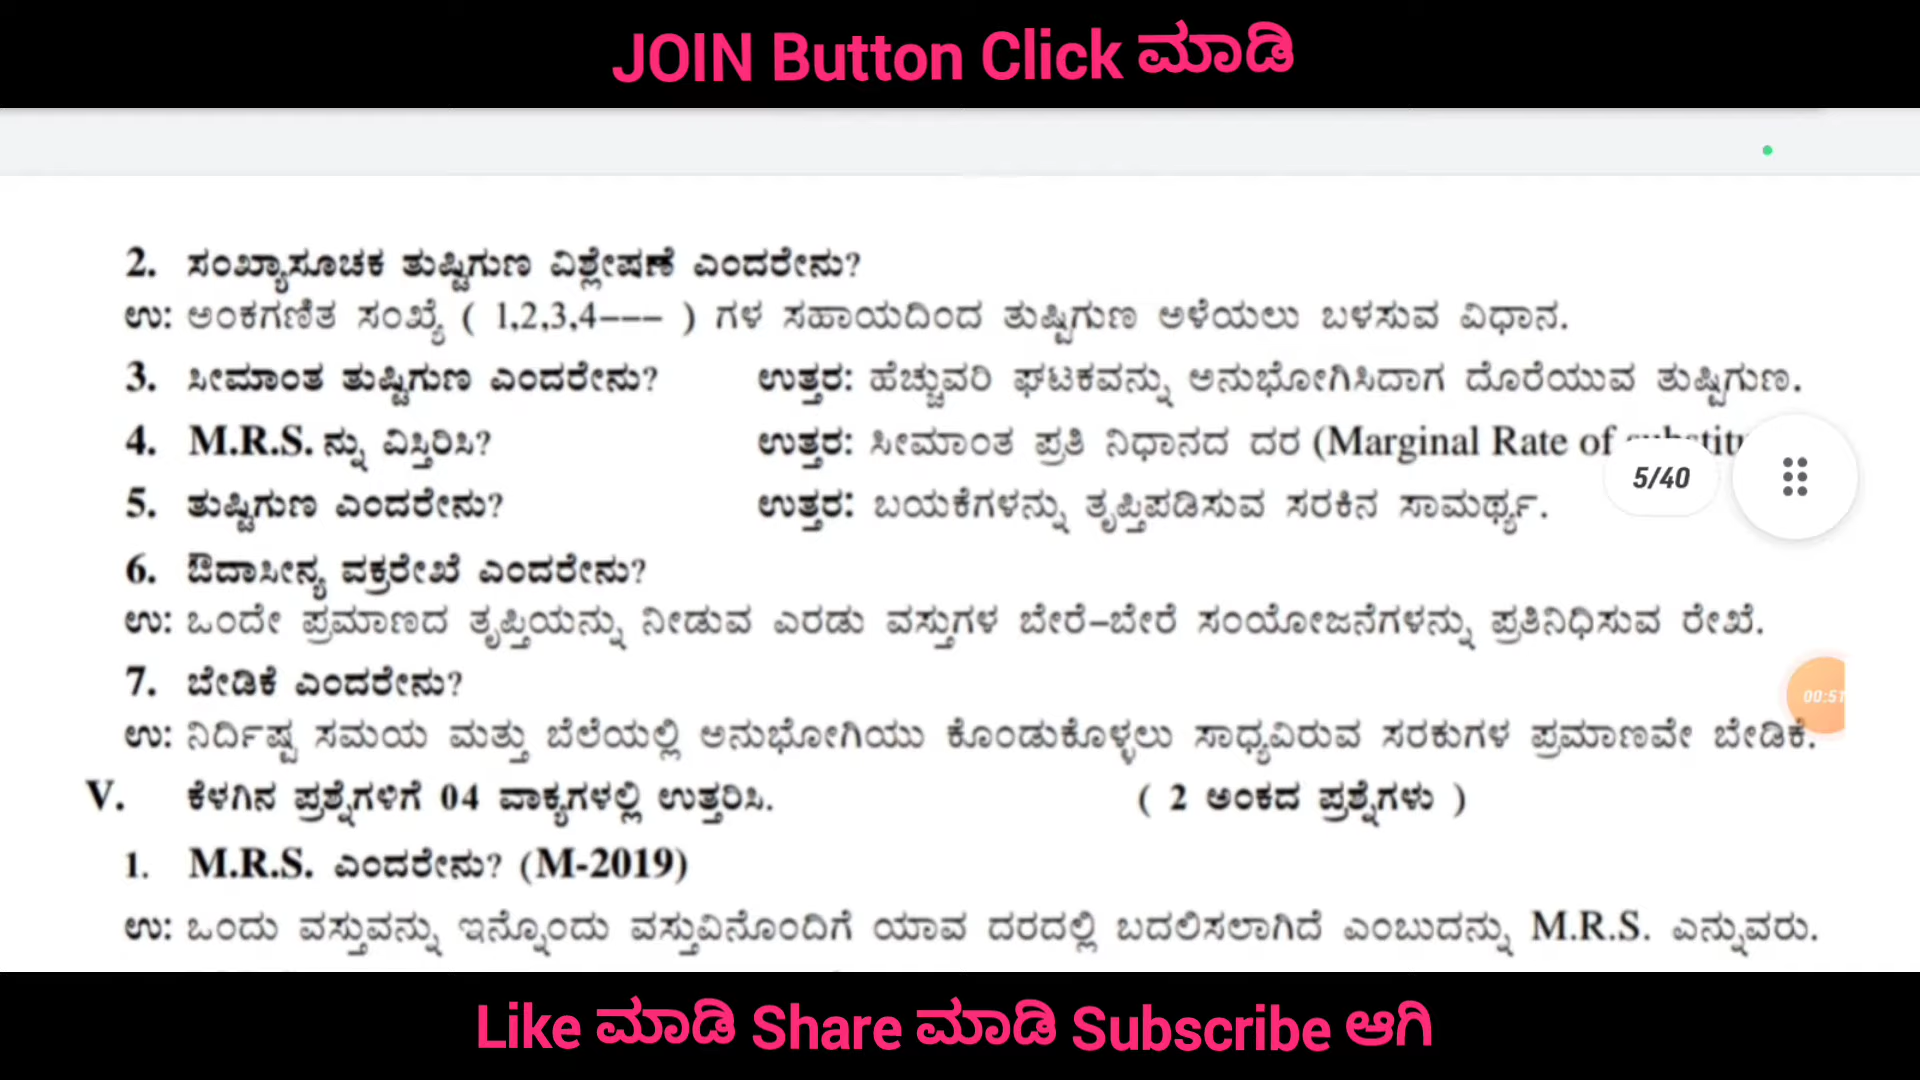 JOIN Button Click ಮಾಡಿ
2. ಸಂಖ್ಯಾಸೂಚಕ ತುಷ್ಟಿಗುಣ ವಿಶ್ಲೇಷಣೆ ಎಂದರೇನು?
ಉ: ಅಂಕಗಣಿತ ಸಂಖ್ಯೆ ( 1,2,3,4--- ) ಗಳ ಸಹಾಯದಿಂದ ತುಷ್ಟಿಗುಣ ಅಳೆಯಲು ಬಳಸುವ ವಿಧಾನ.
3. ಸೀಮಾಂತ ತುಷ್ಟಿಗುಣ ಎಂದರೇನು? ಉತ್ತರ: ಹೆಚ್ಚುವರಿ ಘಟಕವನ್ನು ಅನುಭೋಗಿಸಿದಾಗ ದೊರೆಯುವ ತುಷ್ಟಿಗುಣ.
4. M.R.S. ನ್ನು ವಿಸ್ತರಿಸಿ? ಉತ್ತರ: ಸೀಮಾಂತ ಪ್ರತಿ ನಿಧಾನದ ದರ (Marginal Rate of
5/40
5. ತುಷ್ಟಿಗುಣ ಎಂದರೇನು? ಉತ್ತರ: ಬಯಕೆಗಳನ್ನು ತೃಪ್ತಿಪಡಿಸುವ ಸರಕಿನ ಸಾಮರ್ಥ್ಯ.
6. ಔದಾಸೀನ್ಯ ವಕ್ರರೇಖೆ ಎಂದರೇನು?
ಉ: ಒಂದೇ ಪ್ರಮಾಣದ ತೃಪ್ತಿಯನ್ನು ನೀಡುವ ಎರಡು ವಸ್ತುಗಳ ಬೇರೆ-ಬೇರೆ ಸಂಯೋಜನೆಗಳನ್ನು ಪ್ರತಿನಿಧಿಸುವ ರೇಖೆ.
7. ಬೇಡಿಕೆ ಎಂದರೇನು?
00:51
ಉ: ನಿರ್ದಿಷ್ಟ ಸಮಯ ಮತ್ತು ಬೆಲೆಯಲ್ಲಿ ಅನುಭೋಗಿಯು ಕೊಂಡುಕೊಳ್ಳಲು ಸಾಧ್ಯವಿರುವ ಸರಕುಗಳ ಪ್ರಮಾಣವೇ ಬೇಡಿಕೆ.
V. ಕೆಳಗಿನ ಪ್ರಶ್ನೆಗಳಿಗೆ 04 ವಾಕ್ಯಗಳಲ್ಲಿ ಉತ್ತರಿಸಿ. ( 2 ಅಂಕದ ಪ್ರಶ್ನೆಗಳು )
1. M.R.S. ಎಂದರೇನು? (M-2019)
ಉ: ಒಂದು ವಸ್ತುವನ್ನು ಇನ್ನೊಂದು ವಸ್ತುವಿನೊಂದಿಗೆ ಯಾವ ದರದಲ್ಲಿ ಬದಲಿಸಲಾಗಿದೆ ಎಂಬುದನ್ನು M.R.S. ಎನ್ನುವರು.
Like ಮಾಡಿ Share ಮಾಡಿ Subscribe ಆಗಿ